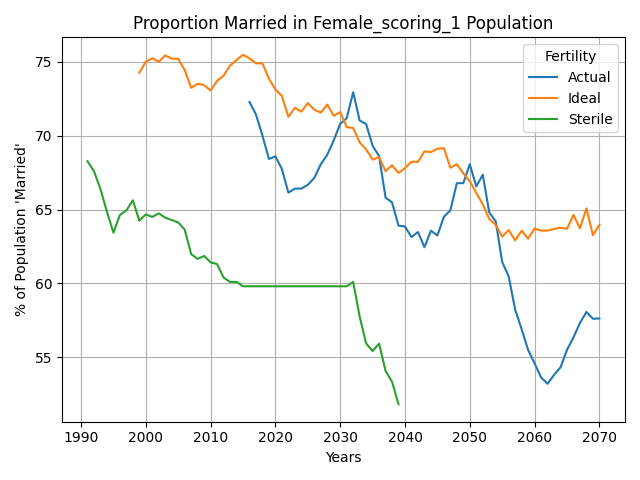 Proportion Married in Female_scoring_1 Population
Fertility
Actual
Ideal
Sterile
% of Population 'Married'
75
70
65
60
55
1990 2000 2010 2020 2030 2040 2050 2060 2070
Years